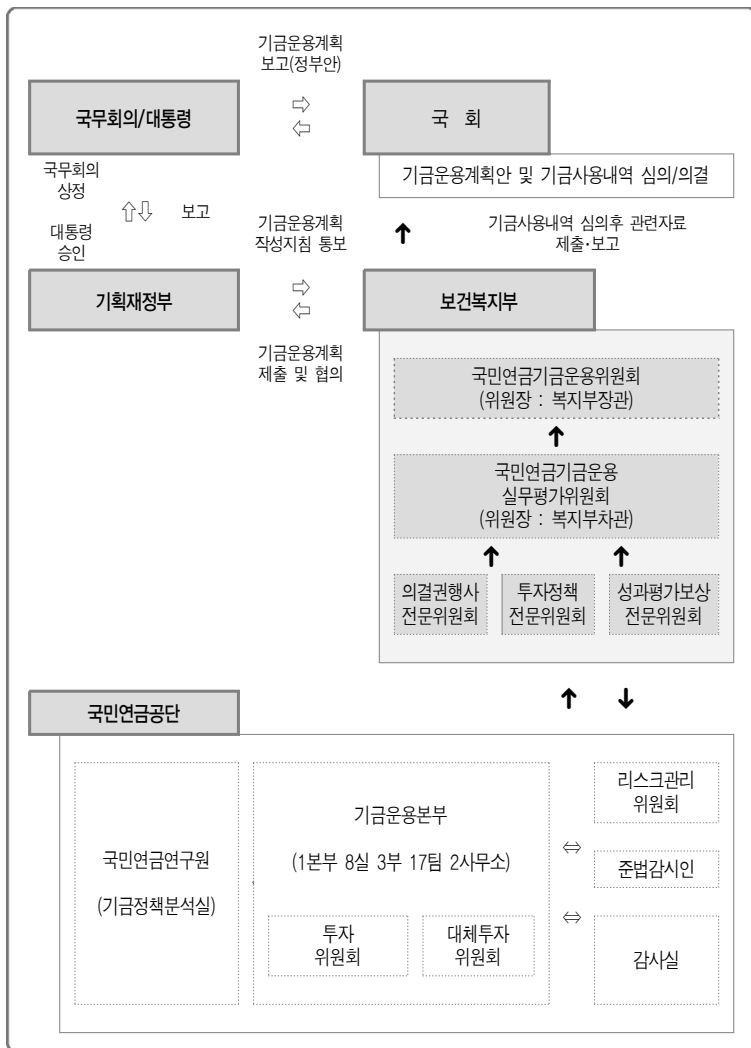 기금운용계획
보고(정부안)
국무회의/대통령
국 회
국무회의
상정
대통령
승인
보고
기금운용계획안 및 기금사용내역 심의/의결
기금운용계획
작성지침 통보
기금사용내역 심의후 관련자료
제출·보고
기획재정부
보건복지부
기금운용계획
제출 및 협의
국민연금기금운용위원회
(위원장 : 복지부장관)
국민연금기금운용
실무평가위원회
(위원장 : 복지부차관)
의결권행사
전문위원회
투자정책
전문위원회
성과평가보상
전문위원회
국민연금공단
국민연금연구원
(기금정책분석실)
기금운용본부
(1본부 8실 3부 17팀 2사무소)
투자
위원회
대체투자
위원회
리스크관리
위원회
준법감시인
감사실